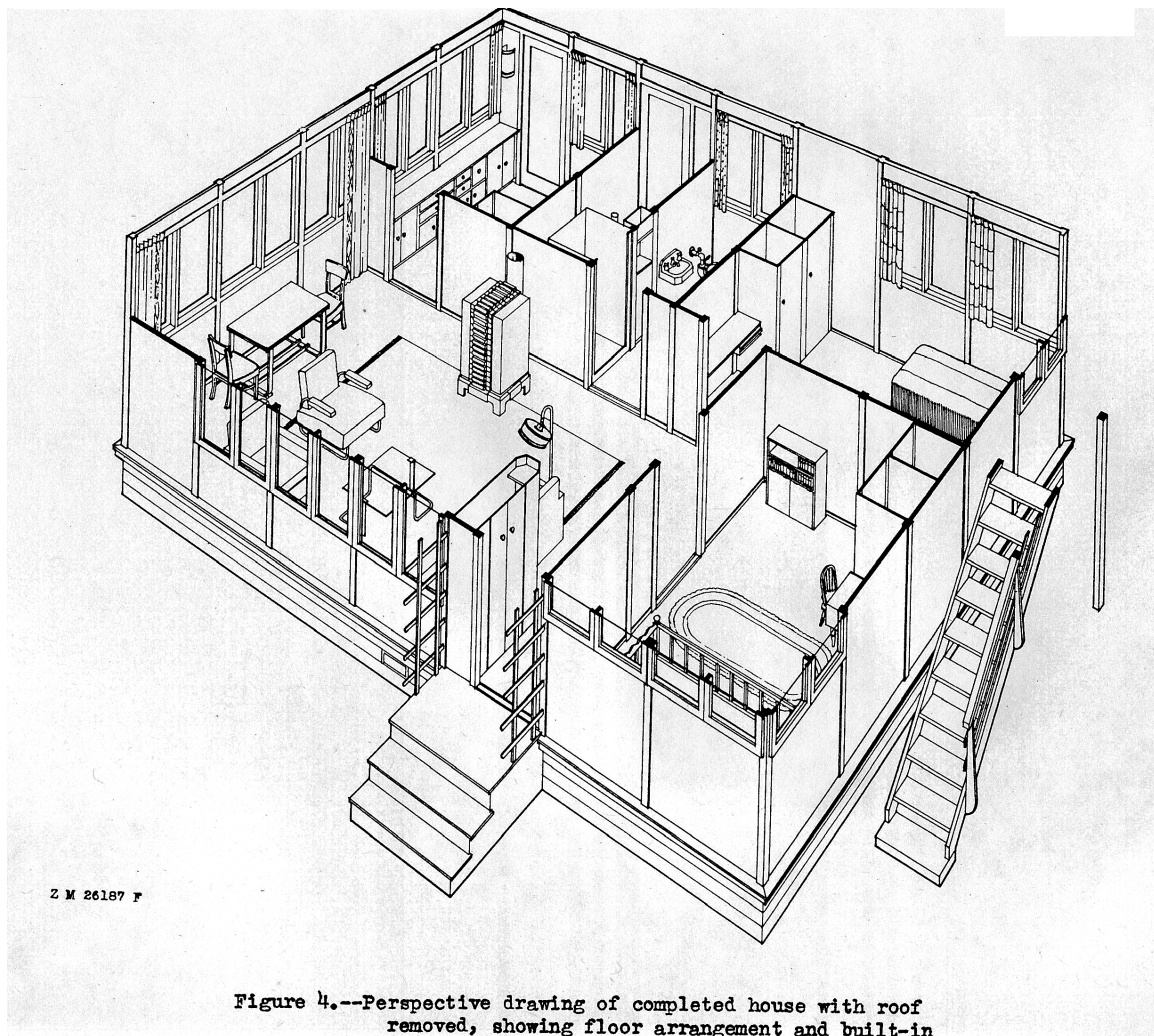 Z M 26187 F
Figure 4.--Perspective drawing of completed house with roof
removed, showing floor arrangement and built-in